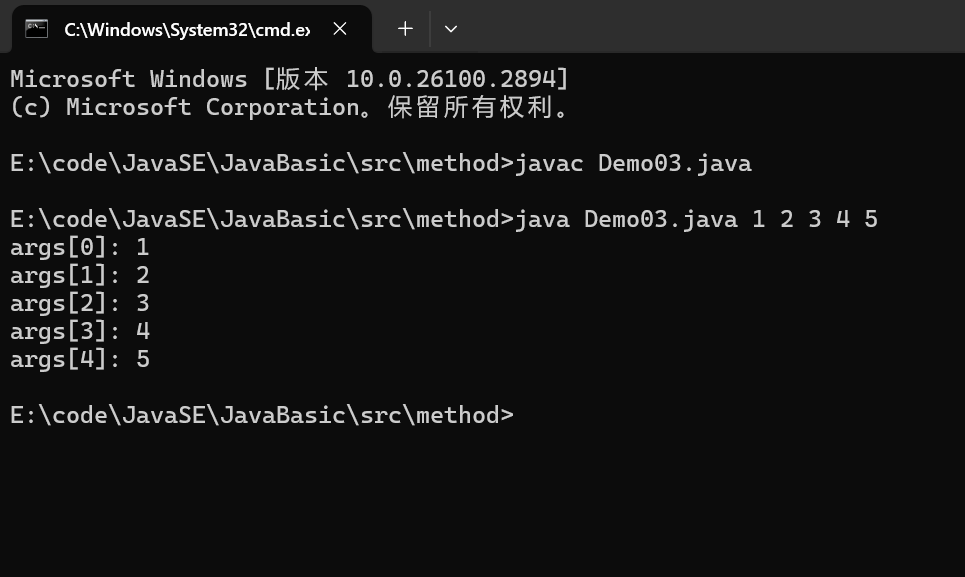 C:\Windows\System32\cmd.ex
Microsoft Windows [版本 10.0.26100.2894]
(c) Microsoft Corporation。保留所有权利。
E:\code\JavaSE\JavaBasic\src\method>javac Demo03.java
E:\code\JavaSE\JavaBasic\src\method>java Demo03.java 1 2 3 4 5
args[0]: 1
args[1]: 2
args[2]: 3
args[3]: 4
args[4]: 5
E:\code\JavaSE\JavaBasic\src\method>